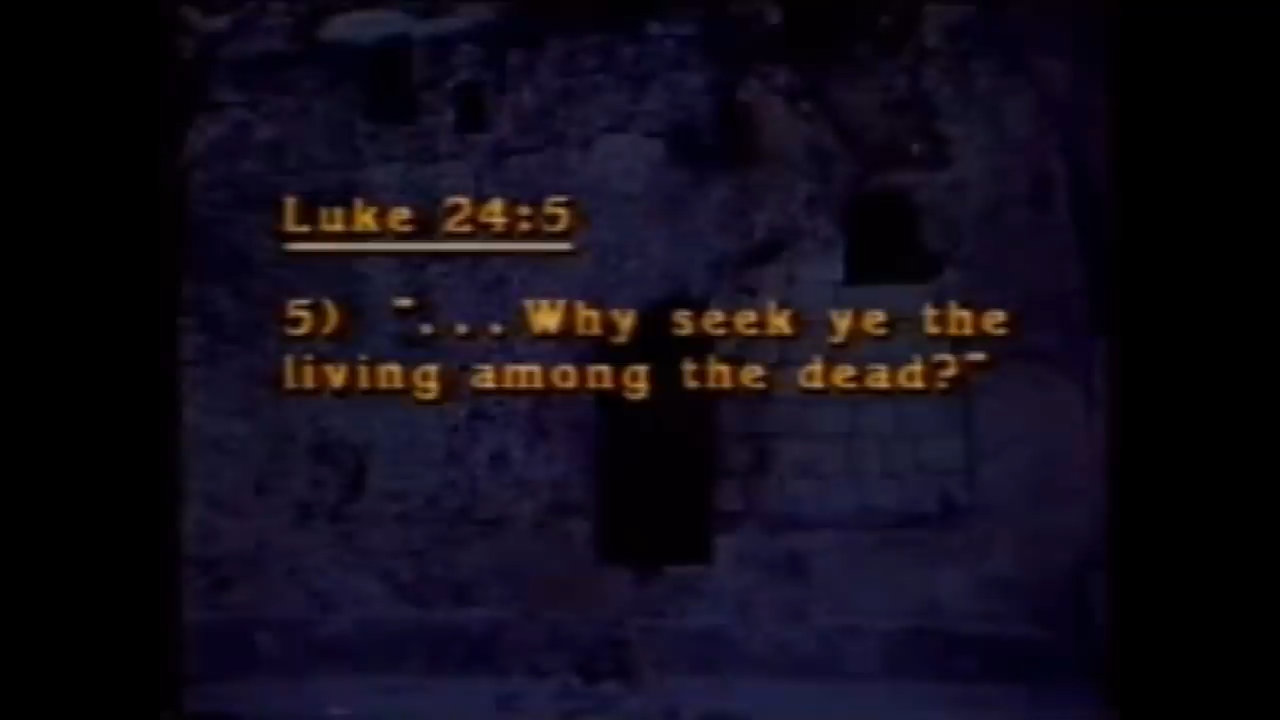 Luke 24:5
5) "...Why seek ye the
living among the dead?"